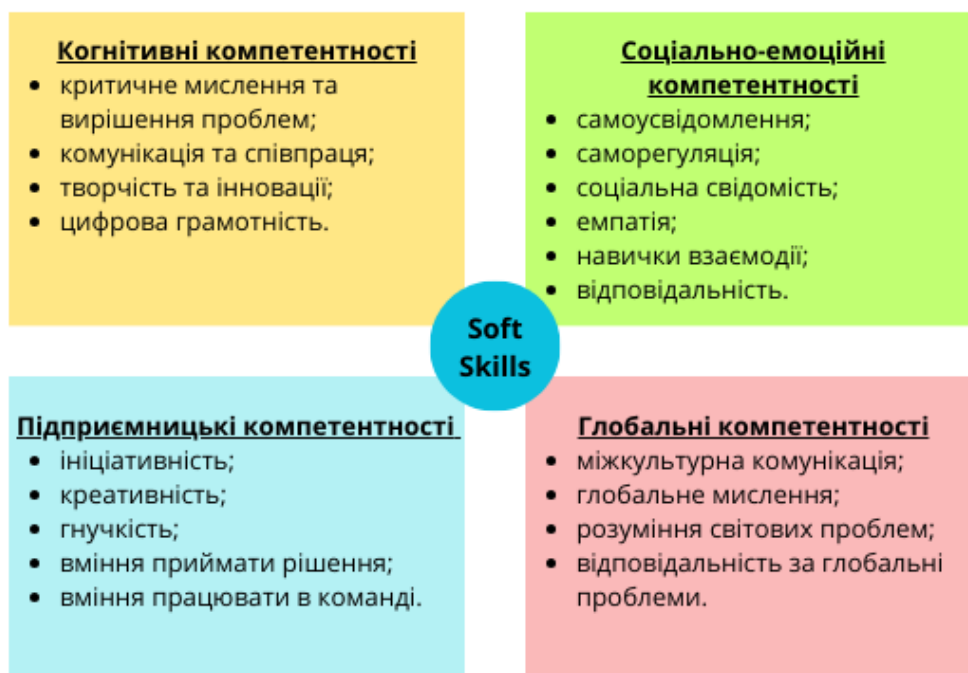 Когнітивні компетентності
• критичне мислення та
вирішення проблем;
• комунікація та співпраця;
• творчість та інновації;
• цифрова грамотність.
Соціально-емоційні
компетентності
• самоусвідомлення;
• саморегуляція;
• соціальна свідомість;
• емпатія;
• навички взаємодії;
• відповідальність.
Soft
Skills
Підприємницькі компетентності
• ініціативність;
• креативність;
• гнучкість;
• вміння приймати рішення;
• вміння працювати в команді.
Глобальні компетентності
• міжкультурна комунікація;
• глобальне мислення;
• розуміння світових проблем;
• відповідальність за глобальні
проблеми.